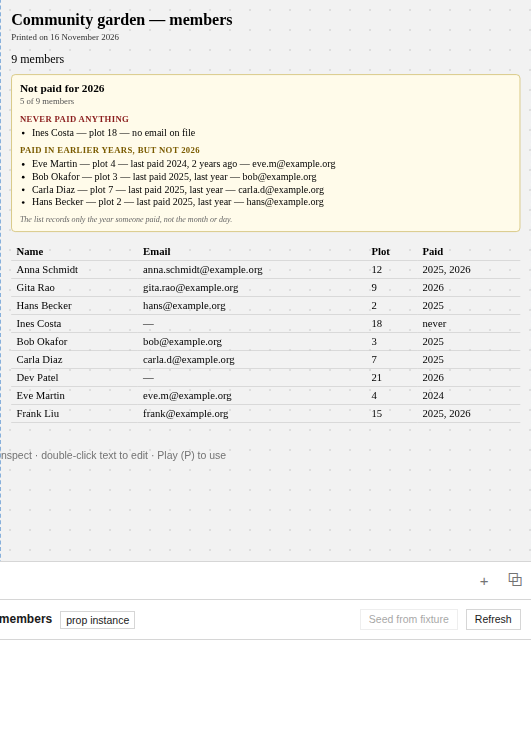 Community garden — members
Printed on 16 November 2026
9 members
Not paid for 2026
5 of 9 members
NEVER PAID ANYTHING
• Ines Costa — plot 18 — no email on file
PAID IN EARLIER YEARS, BUT NOT 2026
• Eve Martin — plot 4 — last paid 2024, 2 years ago — eve.m@example.org
• Bob Okafor — plot 3 — last paid 2025, last year — bob@example.org
• Carla Diaz — plot 7 — last paid 2025, last year — carla.d@example.org
• Hans Becker — plot 2 — last paid 2025, last year — hans@example.org
The list records only the year someone paid, not the month or day.
Name Email Plot Paid
Anna Schmidt anna.schmidt@example.org 12 2025, 2026
Gita Rao gita.rao@example.org 9 2026
Hans Becker hans@example.org 2 2025
Ines Costa — 18 never
Bob Okafor bob@example.org 3 2025
Carla Diaz carla.d@example.org 7 2025
Dev Patel — 21 2026
Eve Martin eve.m@example.org 4 2024
Frank Liu frank@example.org 15 2025, 2026
nspect · double-click text to edit · Play (P) to use
+
members prop instance Seed from fixture Refresh